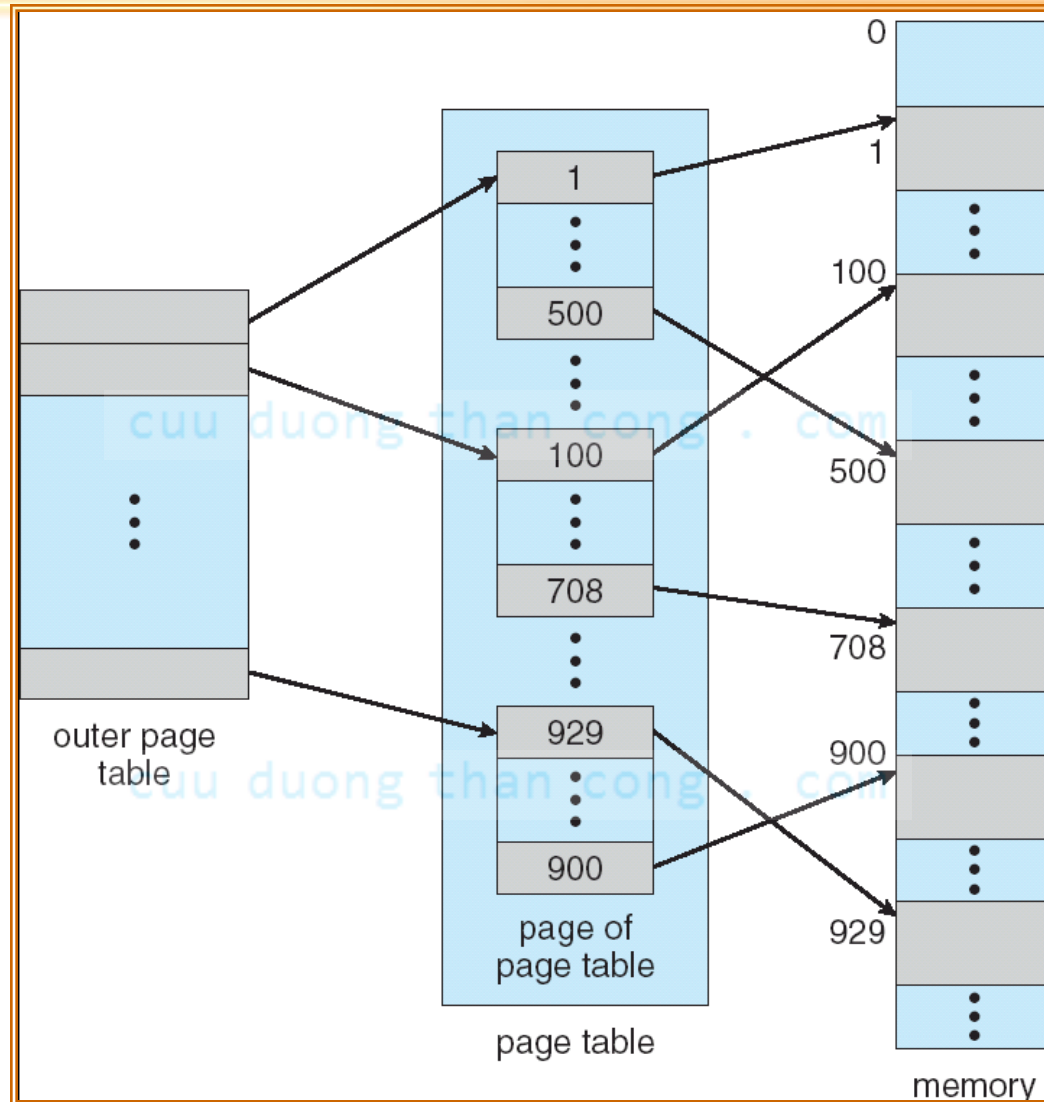 0
1
1
100
500
500
100
708
708
929
900
900
929
outer page
table
page of
page table
page table
memory
cuu duong than cong . com
cuu duong than cong . com